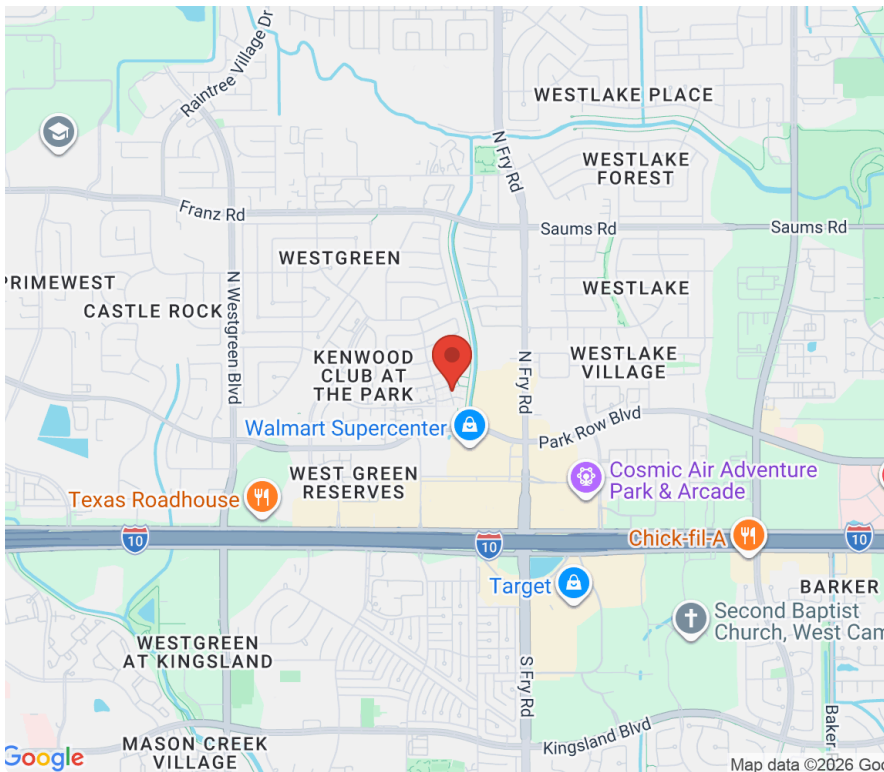 Raintree Village Dr
WESTLAKE PLACE
N Fry Rd
WESTLAKE
FOREST
Franz Rd
Saums Rd
Saums Rd
WESTGREEN
N Westgreen Blvd
PRIMEWEST
WESTLAKE
CASTLE ROCK
KENWOOD
CLUB AT
THE PARK
N Fry Rd
WESTLAKE
VILLAGE
Walmart Supercenter
Park Row Blvd
WEST GREEN
RESERVES
Cosmic Air Adventure
Park & Arcade
Texas Roadhouse
10
10
Chick-fil-A
10
Target
BARKER
Second Baptist
Church, West Cam
WESTGREEN
AT KINGSLAND
S Fry Rd
Baker
Kingsland Blvd
MASON CREEK
VILLAGE
Google
Map data ©2026 Goo